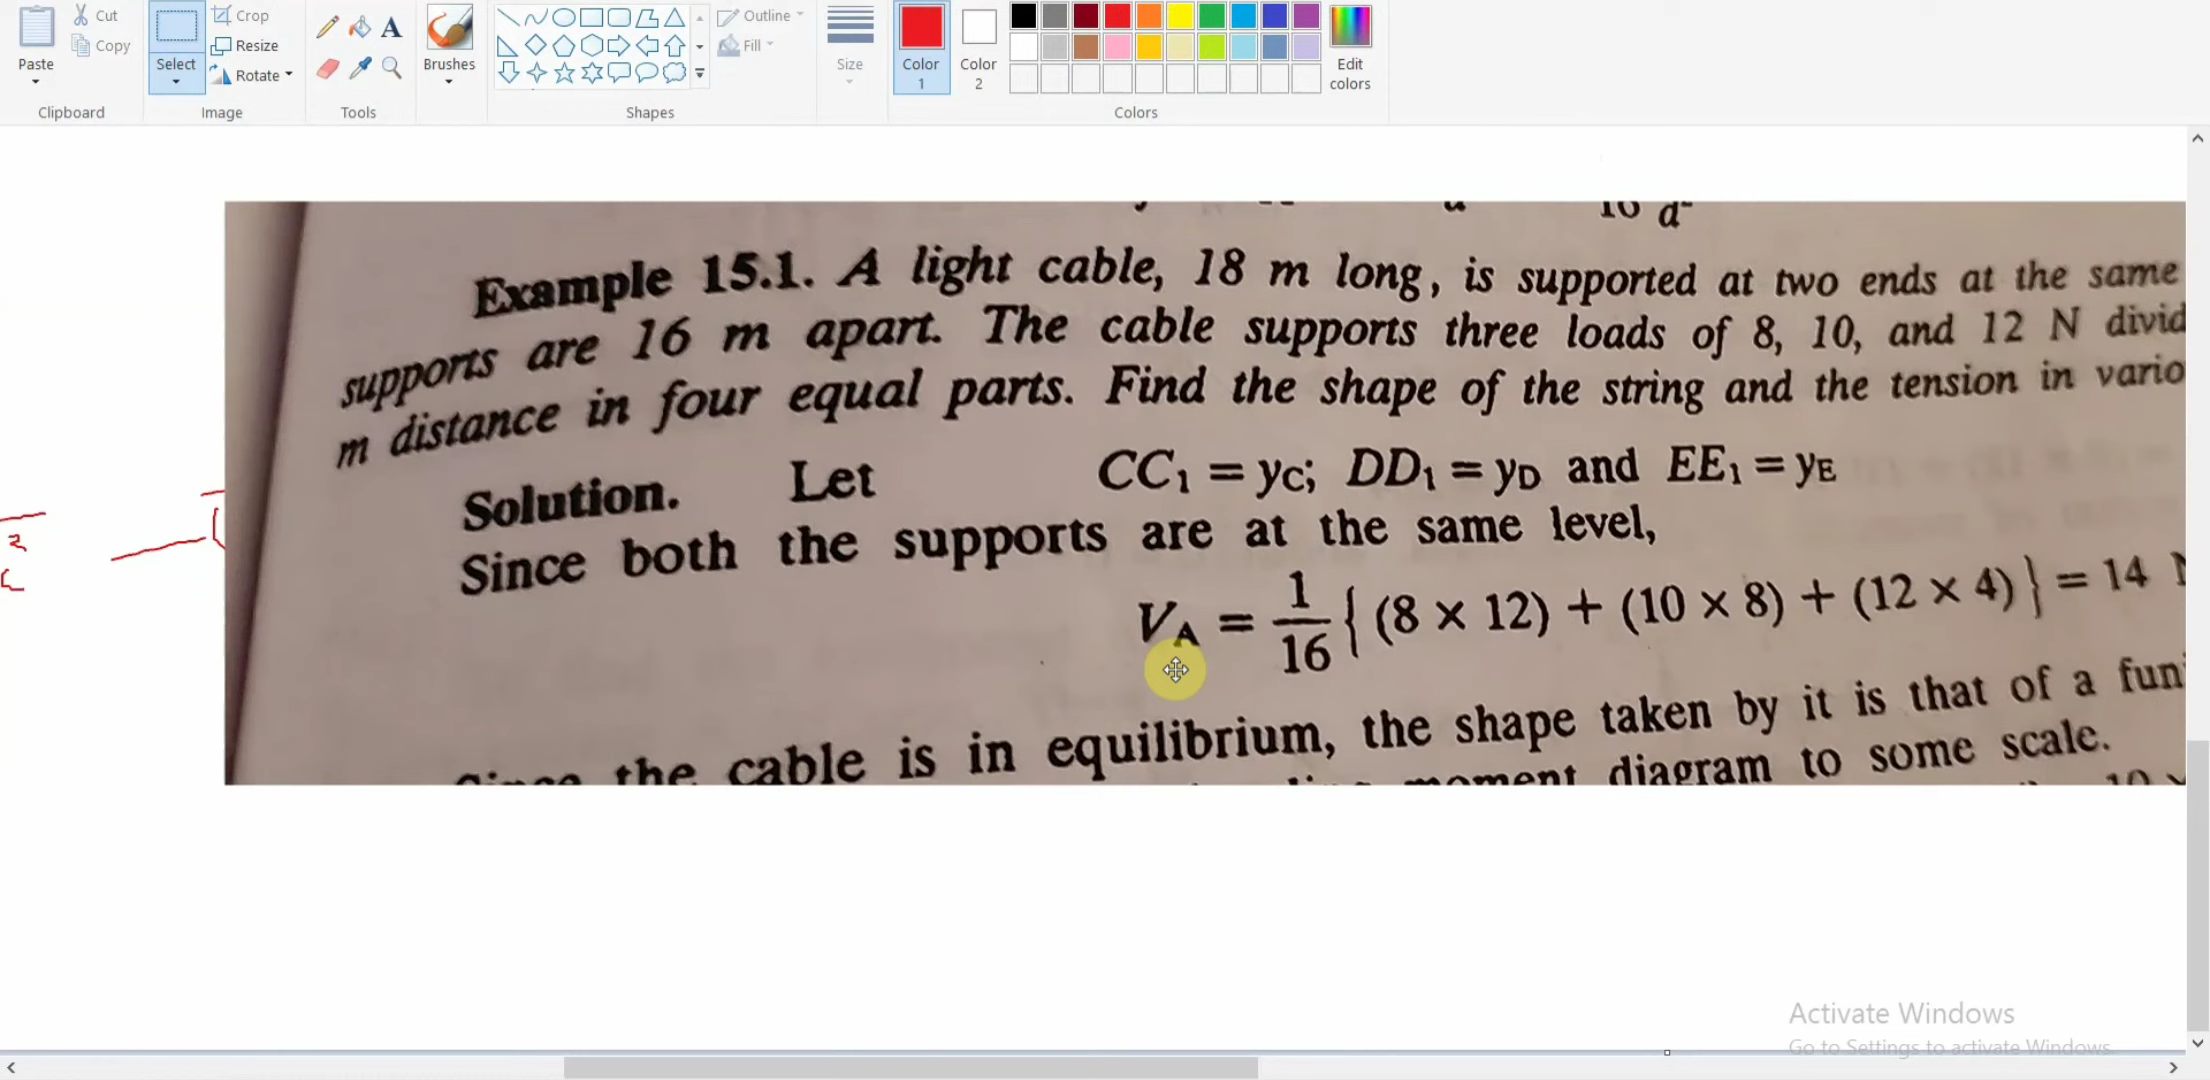 Paste
Cut
Copy
Clipboard
Select
Crop
Resize
Rotate
Image
A
Tools
Brushes
Shapes
Outline
Fill
Size
Color
1
Color
2
Colors
Edit
colors
10 d
Example 15.1. A light cable, 18 m long, is supported at two ends at the same
supports are 16 m apart. The cable supports three loads of 8, 10, and 12 N divid
m distance in four equal parts. Find the shape of the string and the tension in vario
Solution. Let CC₁ = yC; DD₁ = yD and EE₁ = yE
Since both the supports are at the same level,
VA = 1/16 { (8 × 12) + (10 × 8) + (12 × 4) } = 14
the cable is in equilibrium, the shape taken by it is that of a fun
moment diagram to some scale.
Activate Windows
Go to Settings to activate Windows.